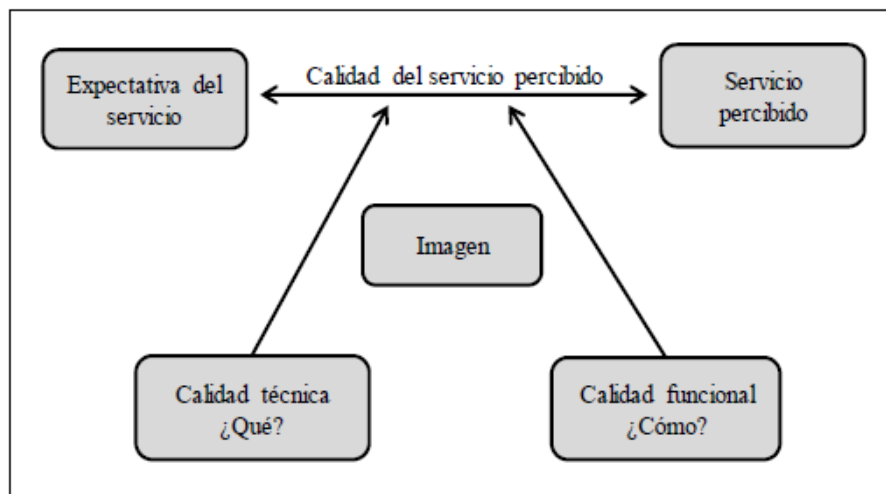 Expectativa del
servicio
Calidad del servicio percibido
Servicio
percibido
Imagen
Calidad técnica
¿Qué?
Calidad funcional
¿Cómo?